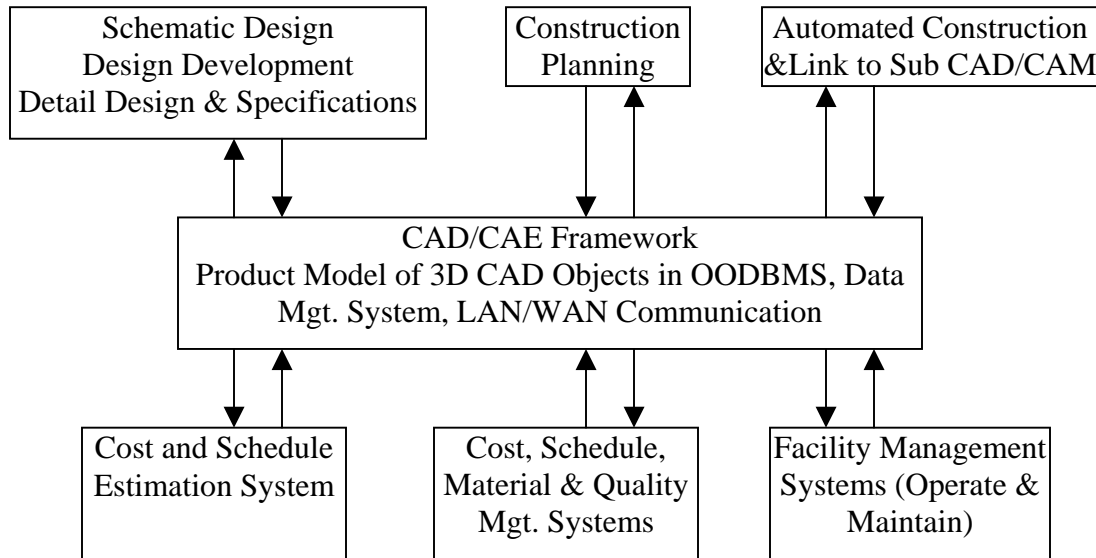 Schematic Design
Design Development
Detail Design & Specifications
Construction
Planning
Automated Construction
&Link to Sub CAD/CAM
CAD/CAE Framework
Product Model of 3D CAD Objects in OODBMS, Data
Mgt. System, LAN/WAN Communication
Cost and Schedule
Estimation System
Cost, Schedule,
Material & Quality
Mgt. Systems
Facility Management
Systems (Operate &
Maintain)